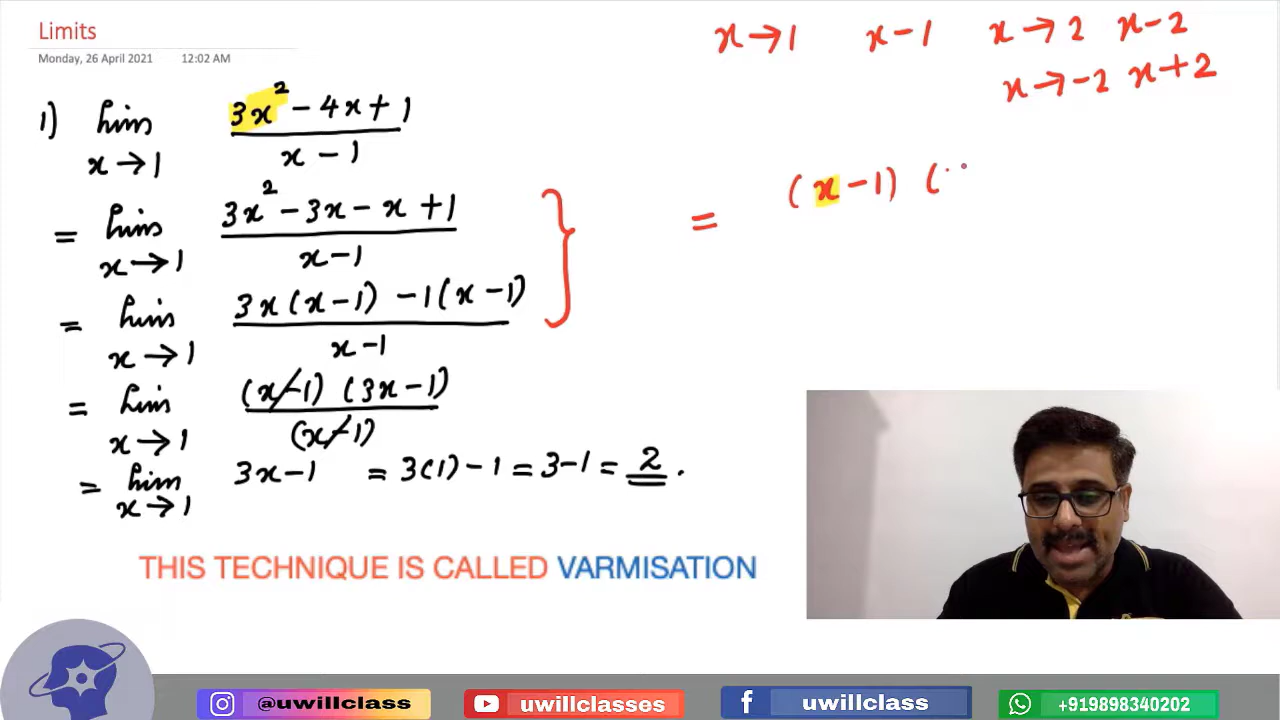 Limits
Monday, 26 April 2021 12:02 AM
x→1 x-1 x→2 x-2
x→-2 x+2
1) lim x→1 3x² - 4x + 1 / x - 1
= lim x→1 3x² - 3x - x + 1 / x - 1
= lim x→1 3x(x-1) - 1(x-1) / x-1
= lim x→1 (x-1) (3x-1) / (x-1)
= lim x→1 3x-1 = 3(1) - 1 = 3-1 = 2.
= (x-1) (
THIS TECHNIQUE IS CALLED VARMISATION
@uwillclass
uwillclasses
uwillclass
+919898340202